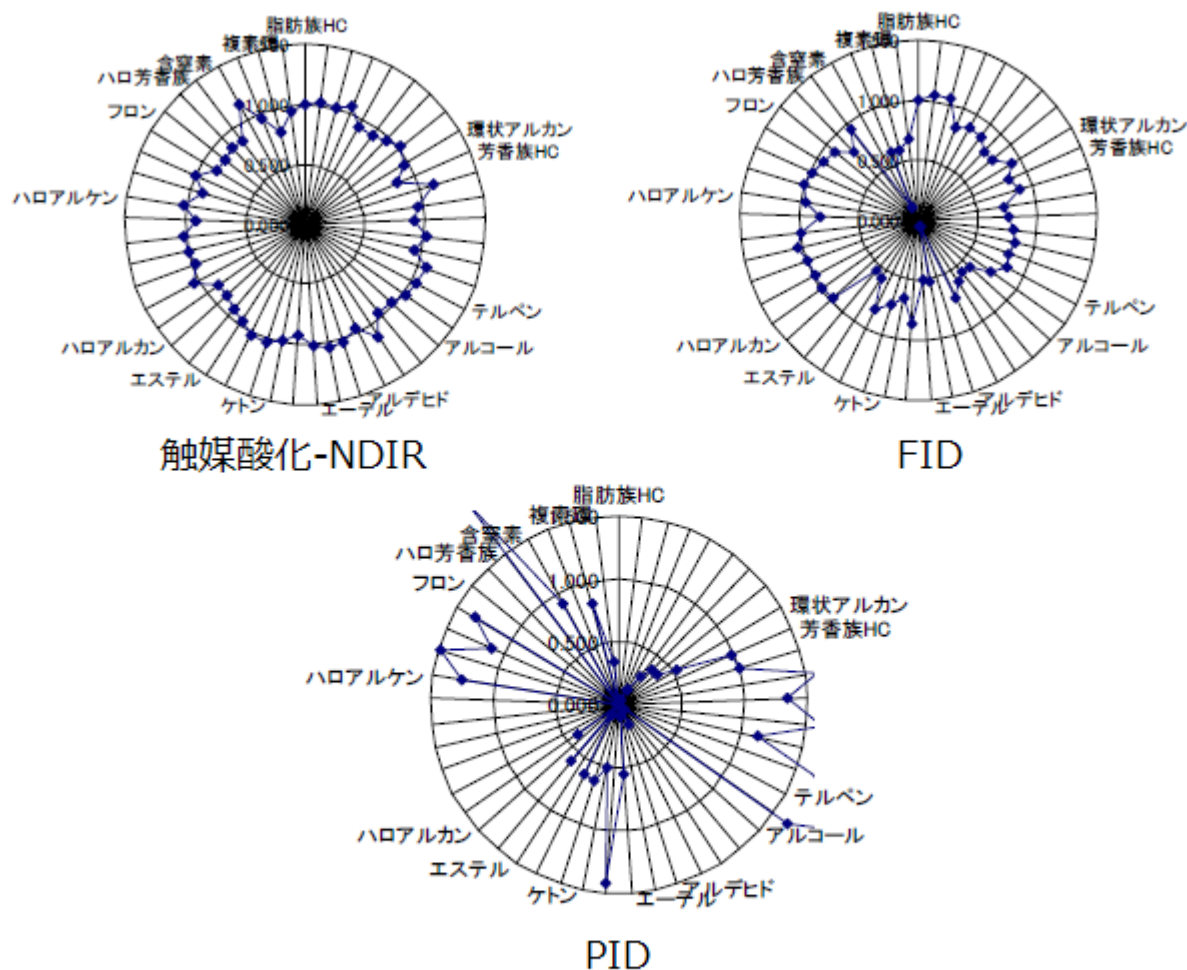 脂肪族HC
複素環
含窒素
ハロ芳香族
フロン
ハロアルケン
ハロアルカン
エステル
ケトン
エーテル
アルデヒド
アルコール
テルペン
環状アルカン
芳香族HC
1.000
0.500
0.000
触媒酸化-NDIR
脂肪族HC
複素環
含窒素
ハロ芳香族
フロン
ハロアルケン
ハロアルカン
エステル
ケトン
エーテル
アルデヒド
アルコール
テルペン
環状アルカン
芳香族HC
1.000
0.500
0.000
FID
脂肪族HC
複素環
含窒素
ハロ芳香族
フロン
ハロアルケン
ハロアルカン
エステル
ケトン
エーテル
アルデヒド
アルコール
テルペン
環状アルカン
芳香族HC
1.000
0.500
0.000
PID